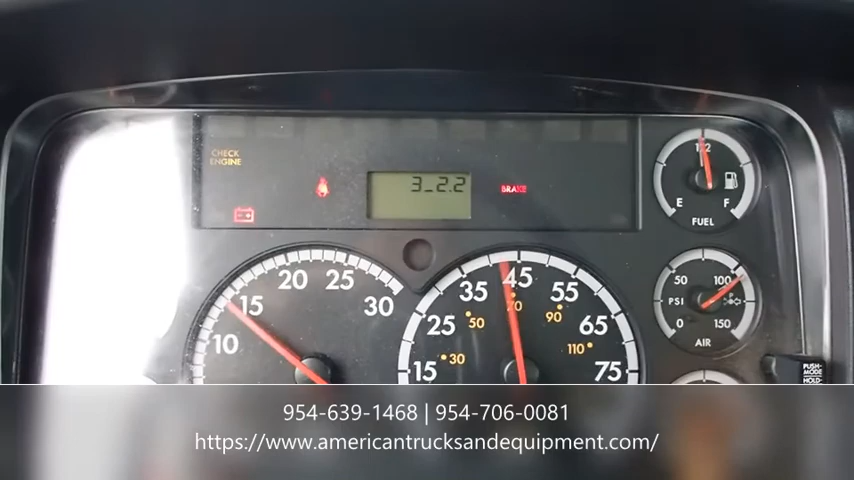 CHECK
ENGINE
3_2.2
BRAKE
1/2
E F
FUEL
50 100
PSI
0 150
AIR
10 15 20 25 30
15 25 35 45 55 65 75
30 50 70 90 110
PUSH-
MODE
HOLD-
954-639-1468 | 954-706-0081
https://www.americantrucksandequipment.com/